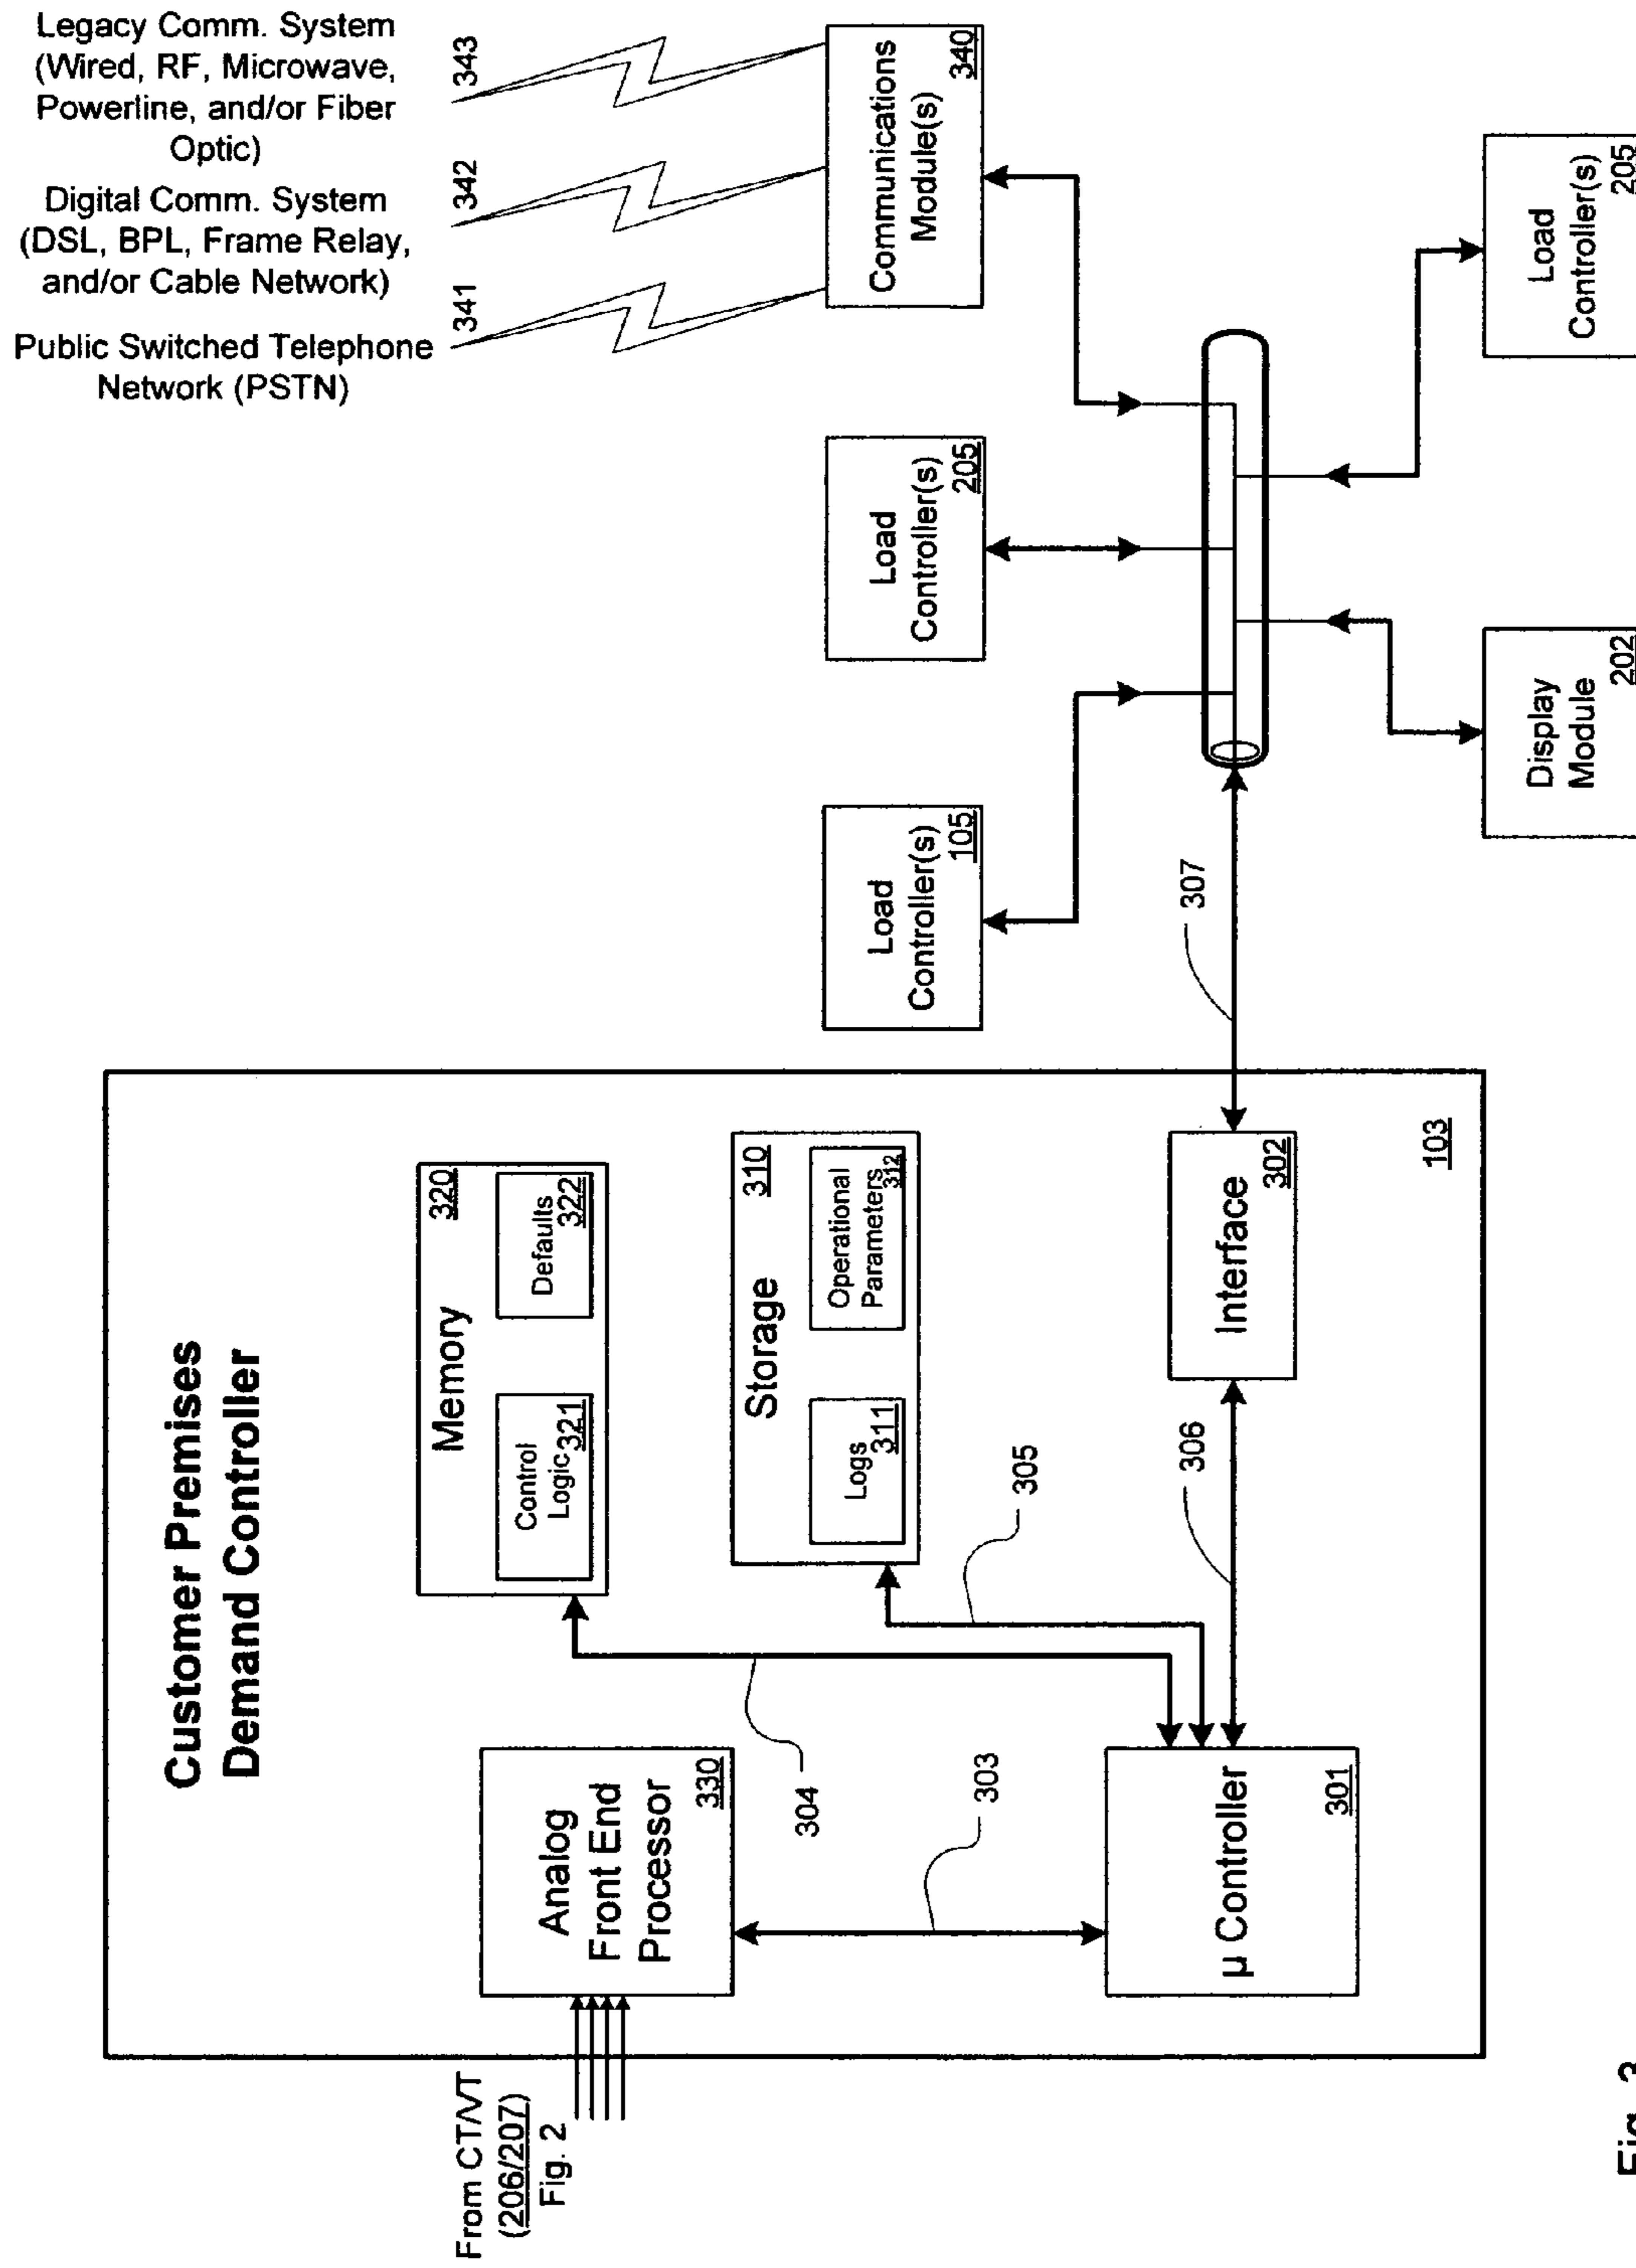 Legacy Comm. System
(Wired, RF, Microwave,
Powerline, and/or Fiber
Optic)
343
Digital Comm. System
(DSL, BPL, Frame Relay,
and/or Cable Network)
342
Public Switched Telephone
Network (PSTN)
341
Communications
Module(s)
340
Load
Controller(s)
205
Load
Controller(s)
105
Load
Controller(s)
205
Display
Module
202
307
Customer Premises
Demand Controller
Memory
320
Control
Logic
321
Defaults
322
Storage
310
Logs
311
Operational
Parameters
312
Analog
Front End
Processor
330
µ Controller
301
Interface
302
303
304
305
306
103
From CT/VT
(206/207)
Fig. 2
Fig. 3